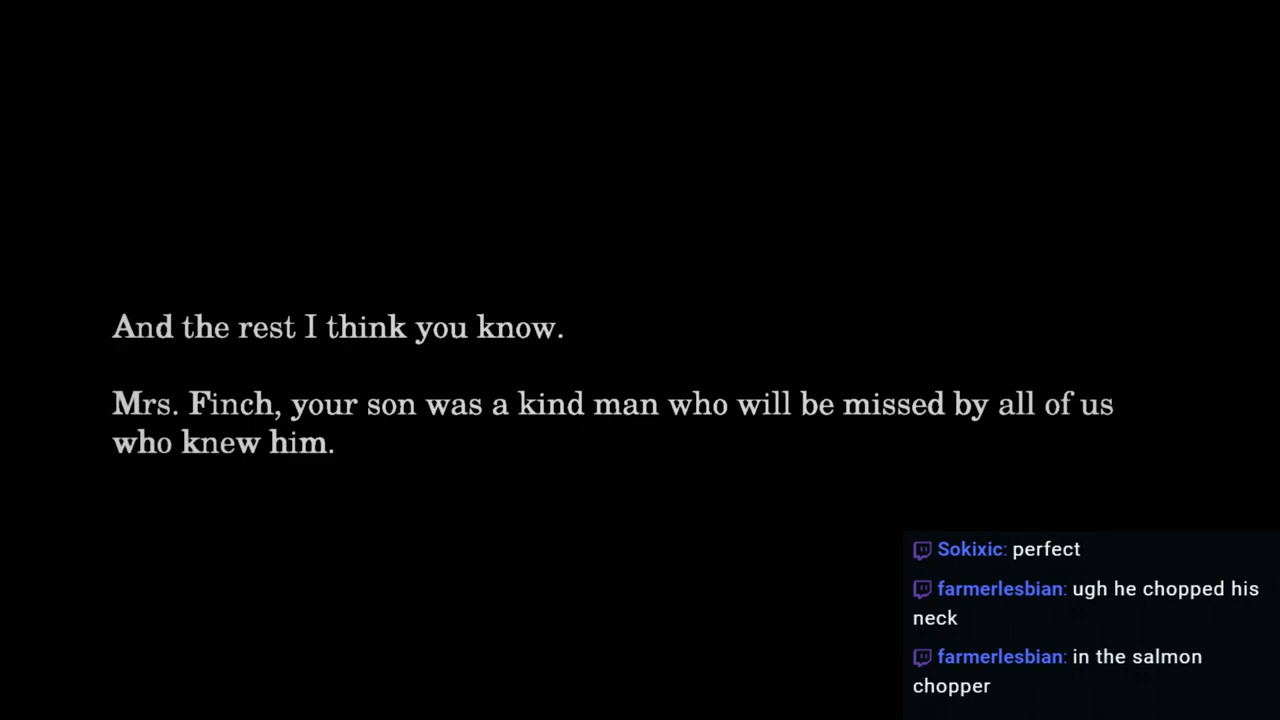 And the rest I think you know.
Mrs. Finch, your son was a kind man who will be missed by all of us
who knew him.
Sokixic: perfect
farmerlesbian: ugh he chopped his
neck
farmerlesbian: in the salmon
chopper